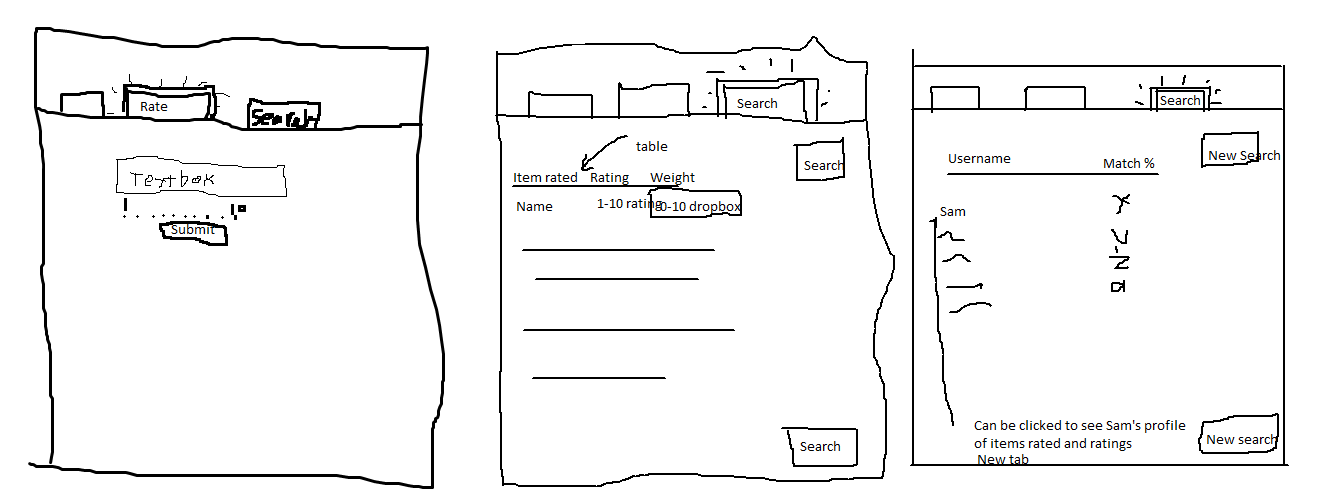 Rate
Search
Textbox
Submit
Search
table
Search
Item rated Rating Weight
Name 1-10 rating 0-10 dropbox
Search
Search
New Search
Username Match %
Sam
Can be clicked to see Sam's profile
of items rated and ratings
New tab
New search